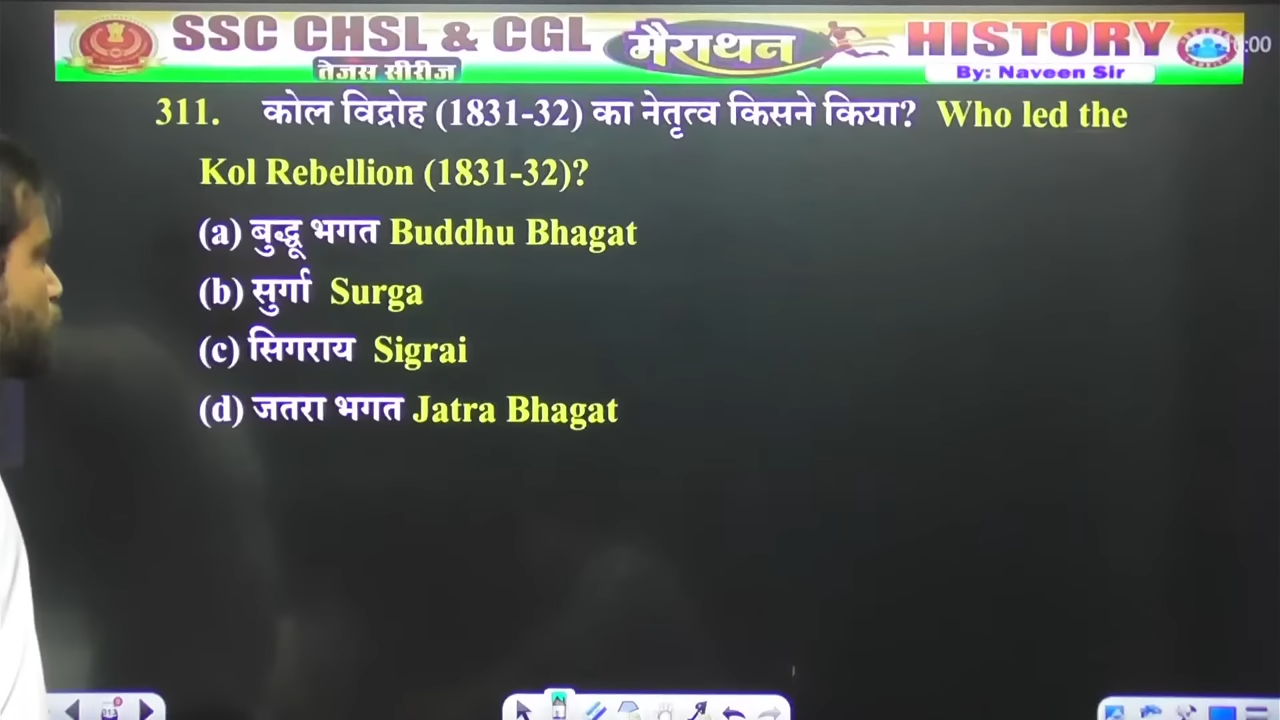 SSC CHSL & CGL मैराथन HISTORY
तेजस सीरीज By: Naveen Sir
311. कोल विद्रोह (1831-32) का नेतृत्व किसने किया? Who led the
Kol Rebellion (1831-32)?
(a) बुद्धू भगत Buddhu Bhagat
(b) सुर्गा Surga
(c) सिगराय Sigrai
(d) जतरा भगत Jatra Bhagat